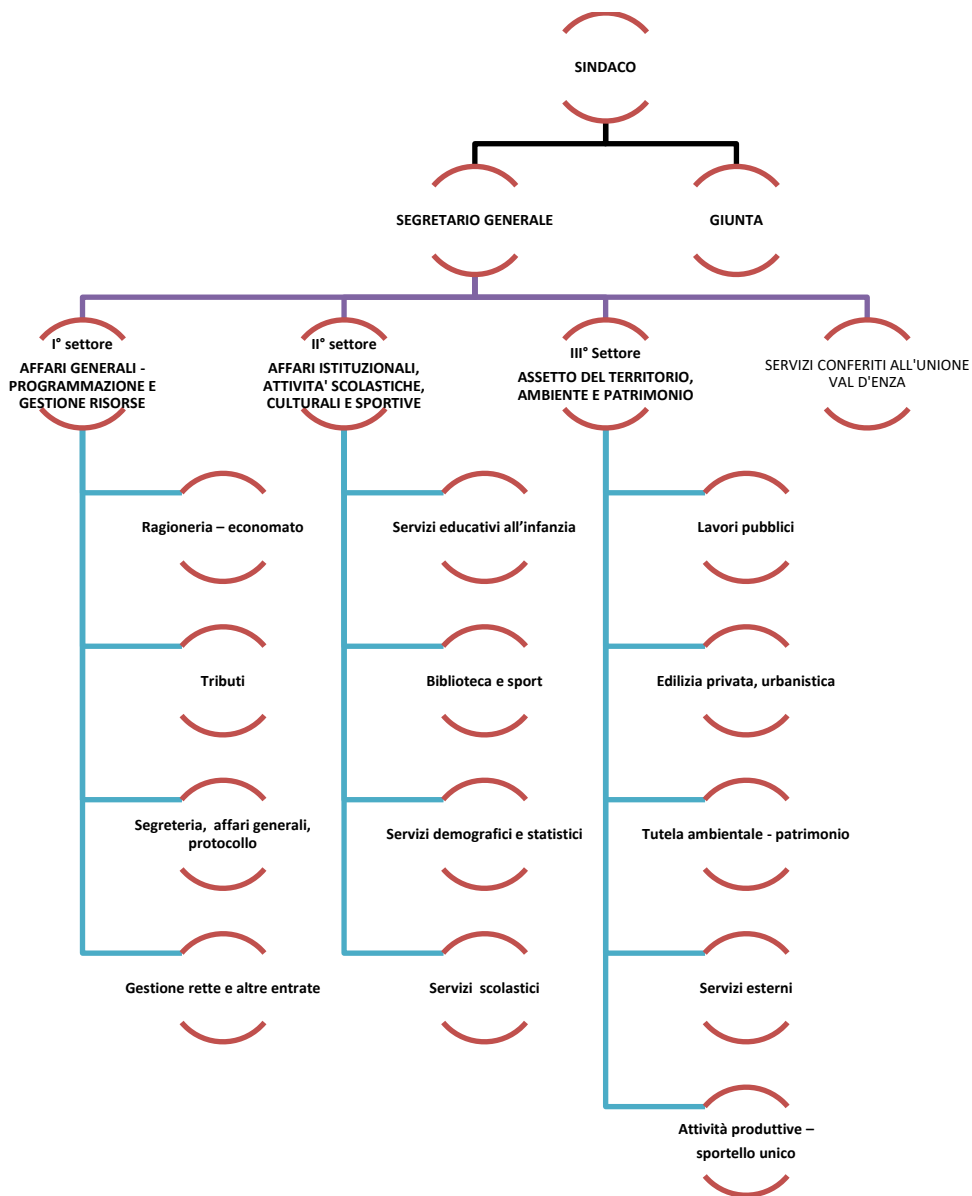 SINDACO
SEGRETARIO GENERALE
GIUNTA
I° settore
AFFARI GENERALI -
PROGRAMMAZIONE E
GESTIONE RISORSE
II° settore
AFFARI ISTITUZIONALI,
ATTIVITA' SCOLASTICHE,
CULTURALI E SPORTIVE
III° Settore
ASSETTO DEL TERRITORIO,
AMBIENTE E PATRIMONIO
SERVIZI CONFERITI ALL'UNIONE
VAL D'ENZA
Ragioneria – economato
Tributi
Segreteria, affari generali,
protocollo
Gestione rette e altre entrate
Servizi educativi all’infanzia
Biblioteca e sport
Servizi demografici e statistici
Servizi scolastici
Lavori pubblici
Edilizia privata, urbanistica
Tutela ambientale - patrimonio
Servizi esterni
Attività produttive –
sportello unico